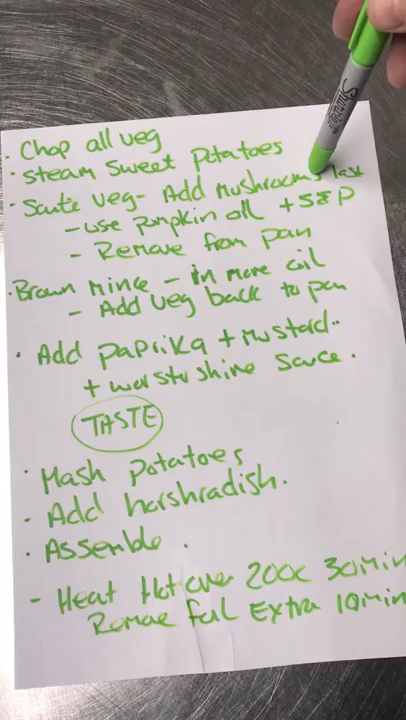 • Chop all veg
• Steam Sweet Potatoes
• Saute Veg - Add Mushrooms last
- use Pumpkin oil + S&P
- Remove from pan
• Brown Mince - in more oil
- Add Veg back to pan
• Add Paprika + Mustard
+ worstershine Sauce.
TASTE
• Mash potatoes
- Add horshradish.
• Assemble.
- Heat Hot oven 200c 30min
Remove foil Extra 10min
Sharpie